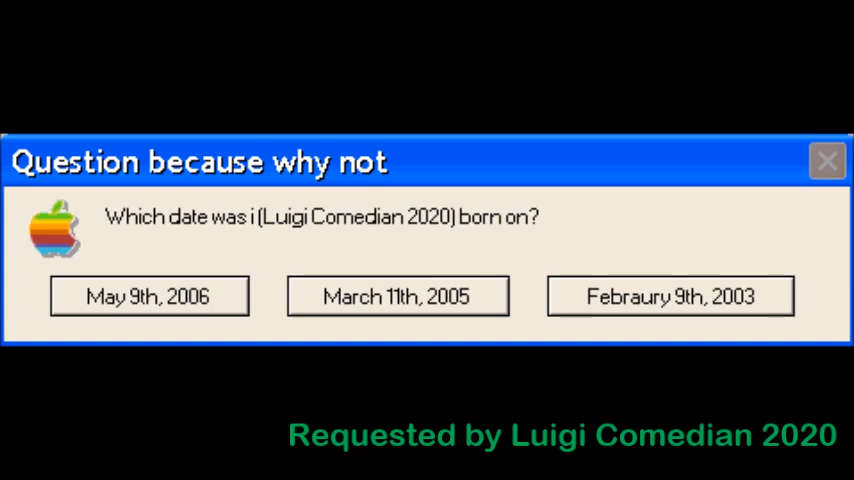 Question because why not
Which date was i (Luigi Comedian 2020) born on?
May 9th, 2006
March 11th, 2005
Febraury 9th, 2003
Requested by Luigi Comedian 2020